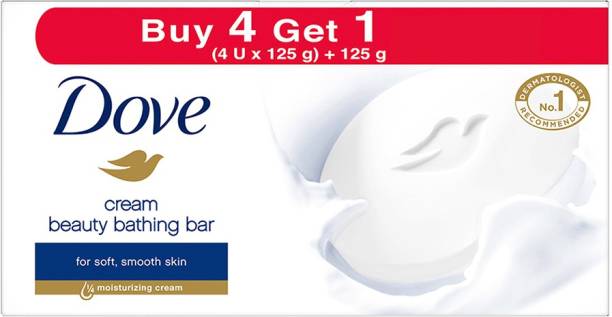 Buy 4 Get 1
(4 U x 125 g) + 125 g
Dove
cream
beauty bathing bar
for soft, smooth skin
¼ moisturizing cream
DERMATOLOGIST
No.1
RECOMMENDED